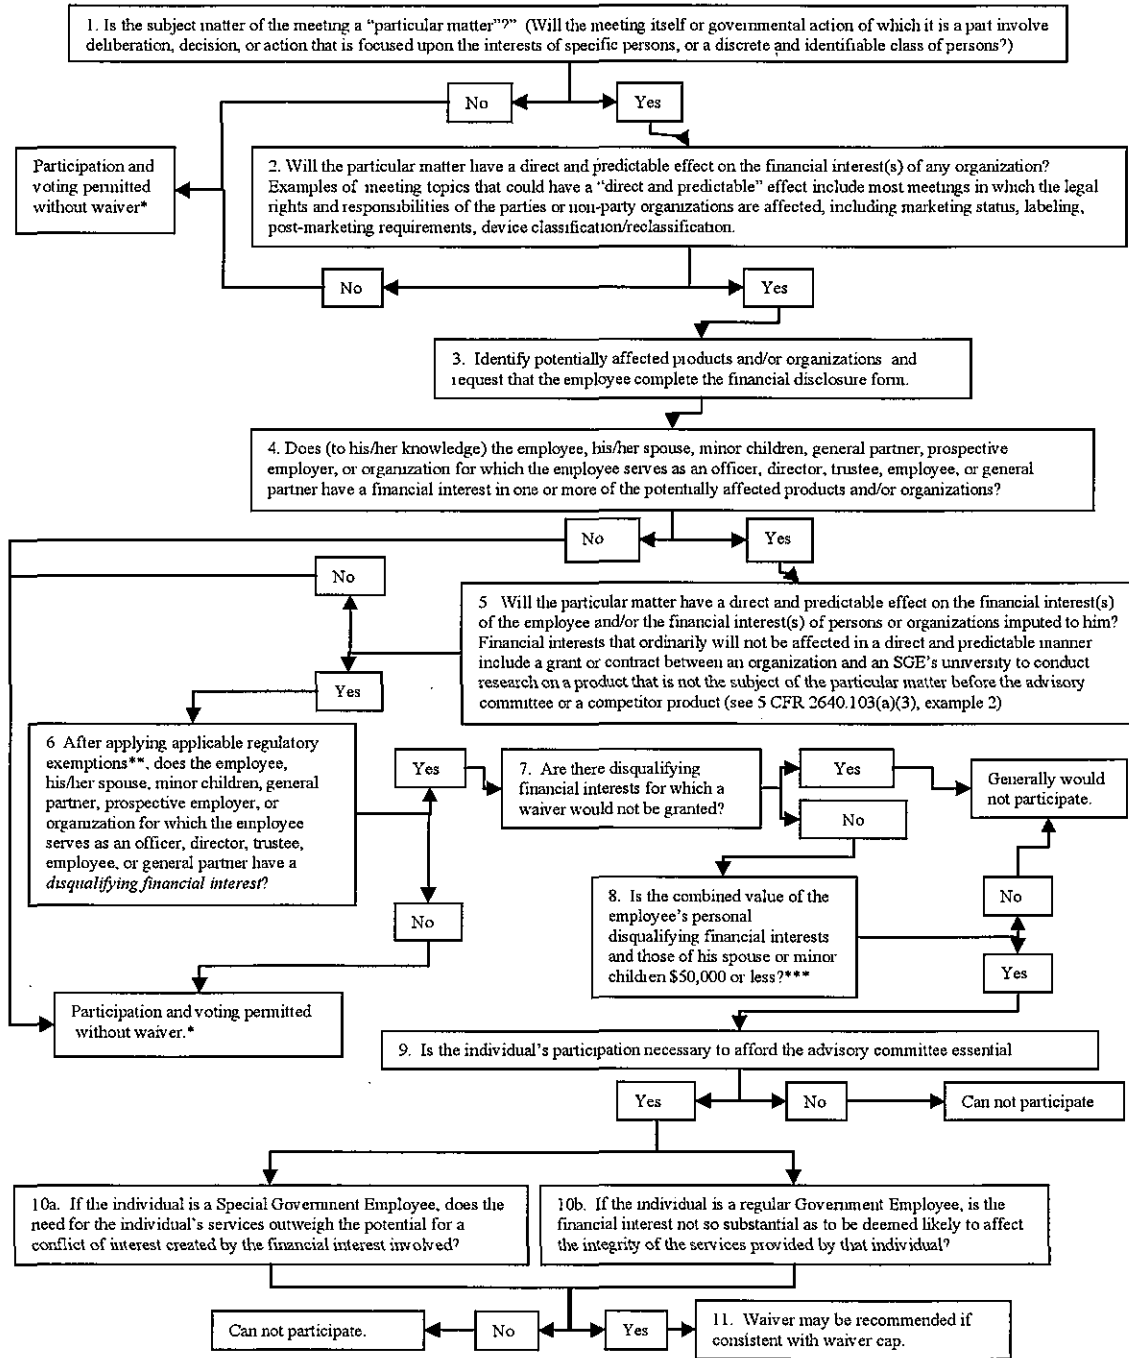 1. Is the subject matter of the meeting a “particular matter”?” (Will the meeting itself or governmental action of which it is a part involve
deliberation, decision, or action that is focused upon the interests of specific persons, or a discrete and identifiable class of persons?)
No
Yes
Participation and
voting permitted
without waiver*
2. Will the particular matter have a direct and predictable effect on the financial interest(s) of any organization?
Examples of meeting topics that could have a “direct and predictable” effect include most meetings in which the legal
rights and responsibilities of the parties or non-party organizations are affected, including marketing status, labeling,
post-marketing requirements, device classification/reclassification.
No
Yes
3. Identify potentially affected products and/or organizations and
request that the employee complete the financial disclosure form.
4. Does (to his/her knowledge) the employee, his/her spouse, minor children, general partner, prospective
employer, or organization for which the employee serves as an officer, director, trustee, employee, or general
partner have a financial interest in one or more of the potentially affected products and/or organizations?
No
Yes
No
Yes
5 Will the particular matter have a direct and predictable effect on the financial interest(s)
of the employee and/or the financial interest(s) of persons or organizations imputed to him?
Financial interests that ordinarily will not be affected in a direct and predictable manner
include a grant or contract between an organization and an SGE’s university to conduct
research on a product that is not the subject of the particular matter before the advisory
committee or a competitor product (see 5 CFR 2640.103(a)(3), example 2)
6 After applying applicable regulatory
exemptions**, does the employee,
his/her spouse, minor children, general
partner, prospective employer, or
organization for which the employee
serves as an officer, director, trustee,
employee, or general partner have a
disqualifying financial interest?
Yes
No
7. Are there disqualifying
financial interests for which a
waiver would not be granted?
Yes
No
Generally would
not participate.
8. Is the combined value of the
employee’s personal
disqualifying financial interests
and those of his spouse or minor
children $50,000 or less?***
No
Yes
Participation and voting permitted
without waiver.*
9. Is the individual’s participation necessary to afford the advisory committee essential
Yes
No
Can not participate
10a. If the individual is a Special Government Employee, does the
need for the individual’s services outweigh the potential for a
conflict of interest created by the financial interest involved?
10b. If the individual is a regular Government Employee, is the
financial interest not so substantial as to be deemed likely to affect
the integrity of the services provided by that individual?
Can not participate.
No
Yes
11. Waiver may be recommended if
consistent with waiver cap.